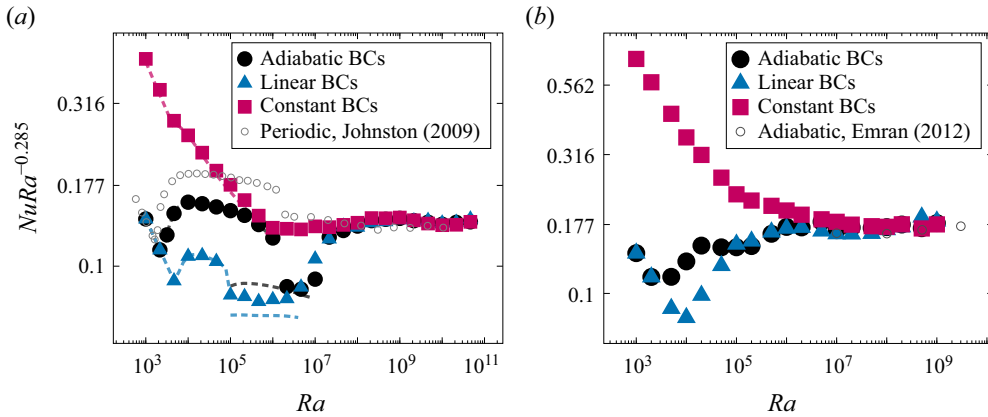 (a)
Adiabatic BCs
Linear BCs
Constant BCs
Periodic, Johnston (2009)
NuRa^−0.285
0.316
0.177
0.1
10^3
10^5
10^7
10^9
10^11
Ra
(b)
Adiabatic BCs
Linear BCs
Constant BCs
Adiabatic, Emran (2012)
0.562
0.316
0.177
0.1
10^3
10^5
10^7
10^9
Ra